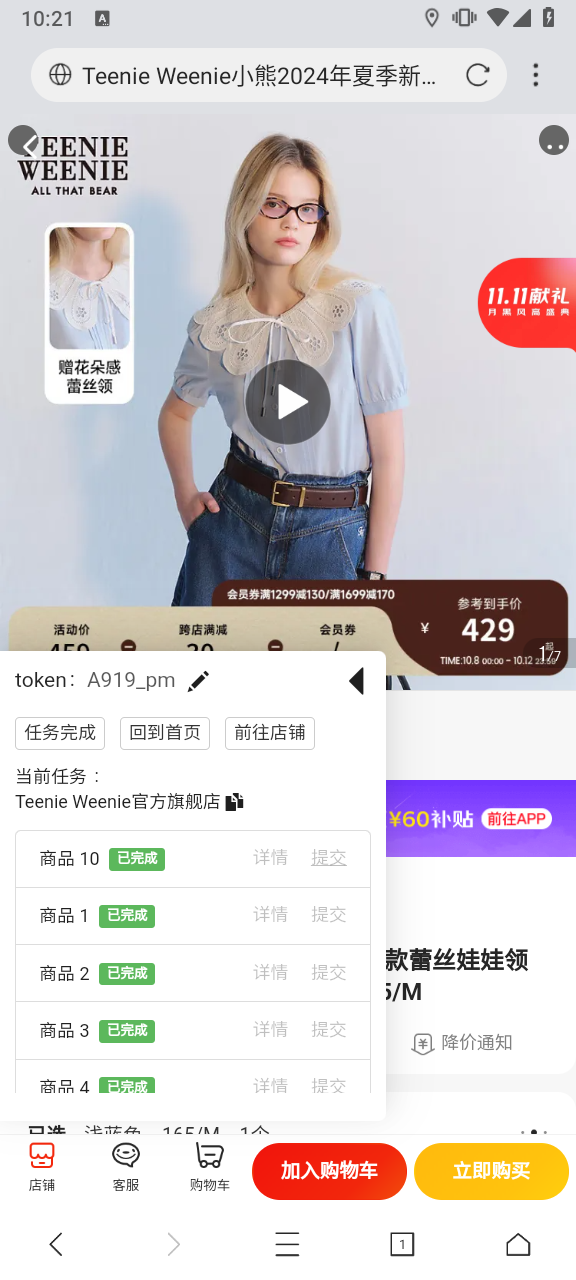 10:21
A
Teenie Weenie小熊2024年夏季新...
TEENIE
WEENIE
ALL THAT BEAR
赠花朵感
蕾丝领
11.11献礼
月黑风高盛典
会员券满1299减130/满1699减170
活动价
跨店满减
会员券
参考到手价
¥ 429
TIME:10.8 00:00 - 10.12
1/7
token： A919_pm
任务完成 回到首页 前往店铺
当前任务：
Teenie Weenie官方旗舰店
¥60补贴 前往APP
商品 10 已完成 详情 提交
商品 1 已完成 详情 提交
商品 2 已完成 详情 提交
款蕾丝娃娃领
5/M
商品 3 已完成 详情 提交
降价通知
商品 4 已完成 详情 提交
已选 浅蓝色 165/M 1个
店铺 客服 购物车 加入购物车 立即购买
1